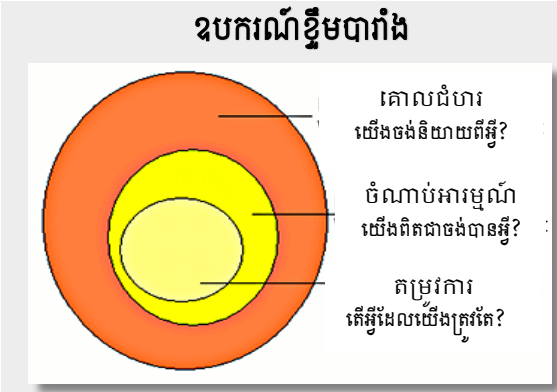 ឧបករណ៍ខ្ទឹមបារាំង
គោលជំហរ
យើងចង់និយាយពីអ្វី?
ចំណាប់អារម្មណ៍
យើងពិតជាចង់បានអ្វី?
តម្រូវការ
តើអ្វីដែលយើងត្រូវតែ?